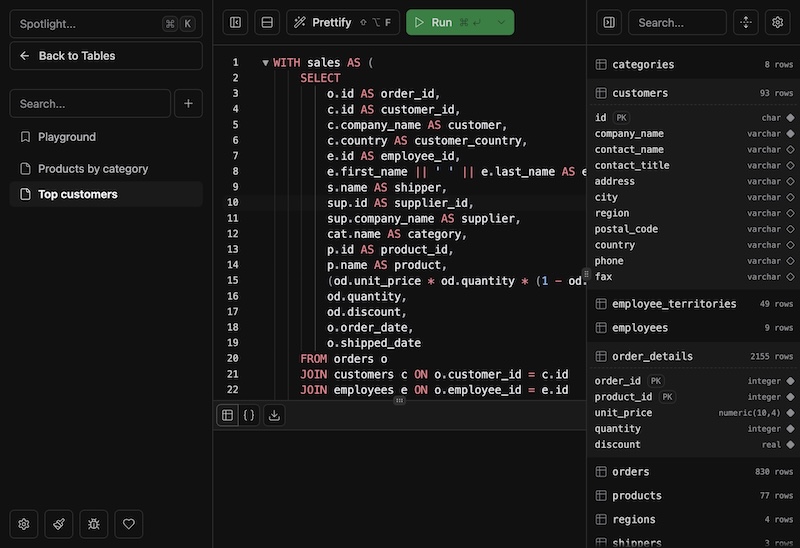 Spotlight... ⌘ K
← Back to Tables
Search... +
Playground
Products by category
Top customers
Prettify ⇧ ⌥ F
Run ⌘ ↵
1 WITH sales AS (
2 SELECT
3 o.id AS order_id,
4 c.id AS customer_id,
5 c.company_name AS customer,
6 c.country AS customer_country,
7 e.id AS employee_id,
8 e.first_name || ' ' || e.last_name AS e
9 s.name AS shipper,
10 sup.id AS supplier_id,
11 sup.company_name AS supplier,
12 cat.name AS category,
13 p.id AS product_id,
14 p.name AS product,
15 (od.unit_price * od.quantity * (1 - od.
16 od.quantity,
17 od.discount,
18 o.order_date,
19 o.shipped_date
20 FROM orders o
21 JOIN customers c ON o.customer_id = c.id
22 JOIN employees e ON o.employee_id = e.id
{}
Search...
categories 8 rows
customers 93 rows
id PK char
company_name varchar
contact_name varchar
contact_title varchar
address varchar
city varchar
region varchar
postal_code varchar
country varchar
phone varchar
fax varchar
employee_territories 49 rows
employees 9 rows
order_details 2155 rows
order_id PK integer
product_id PK integer
unit_price numeric(10,4)
quantity integer
discount real
orders 830 rows
products 77 rows
regions 4 rows
shippers 3 rows